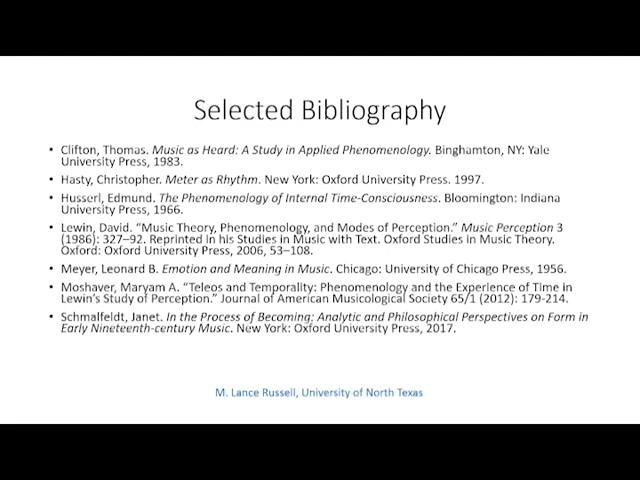 Selected Bibliography
• Clifton, Thomas. Music as Heard: A Study in Applied Phenomenology. Binghamton, NY: Yale
University Press, 1983.
• Hasty, Christopher. Meter as Rhythm. New York: Oxford University Press. 1997.
• Husserl, Edmund. The Phenomenology of Internal Time-Consciousness. Bloomington: Indiana
University Press, 1966.
• Lewin, David. “Music Theory, Phenomenology, and Modes of Perception.” Music Perception 3
(1986): 327–92. Reprinted in his Studies in Music with Text. Oxford Studies in Music Theory.
Oxford: Oxford University Press, 2006, 53–108.
• Meyer, Leonard B. Emotion and Meaning in Music. Chicago: University of Chicago Press, 1956.
• Moshaver, Maryam A. “Teleos and Temporality: Phenomenology and the Experience of Time in
Lewin’s Study of Perception.” Journal of American Musicological Society 65/1 (2012): 179-214.
• Schmalfeldt, Janet. In the Process of Becoming: Analytic and Philosophical Perspectives on Form in
Early Nineteenth-century Music. New York: Oxford University Press, 2017.
M. Lance Russell, University of North Texas